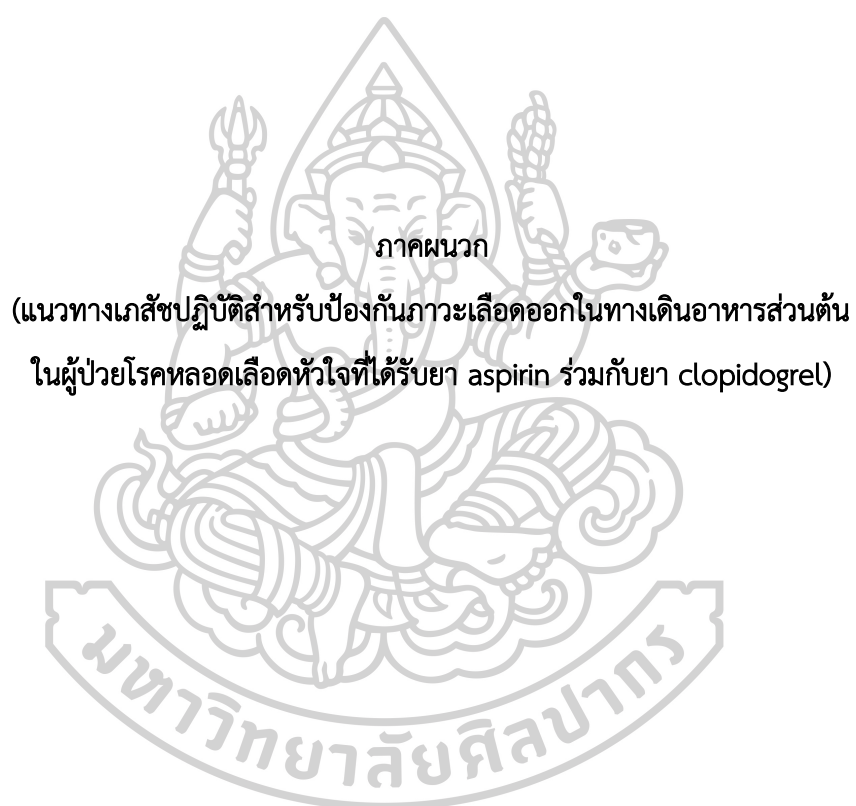 ภาคผนวก
(แนวทางเภสัชปฏิบัติสำหรับป้องกันภาวะเลือดออกในทางเดินอาหารส่วนต้น
ในผู้ป่วยโรคหลอดเลือดหัวใจที่ได้รับยา aspirin ร่วมกับยา clopidogrel)
มหาวิทยาลัยศิลปากร